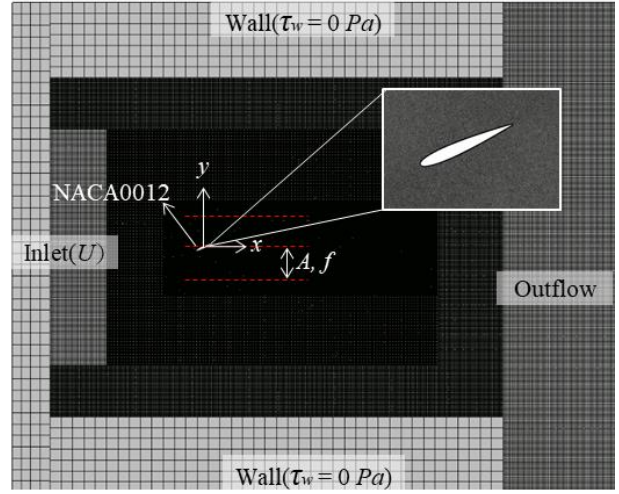 Wall(τw = 0 Pa)
y
NACA0012
x
Inlet(U)
A, f
Outflow
Wall(τw = 0 Pa)